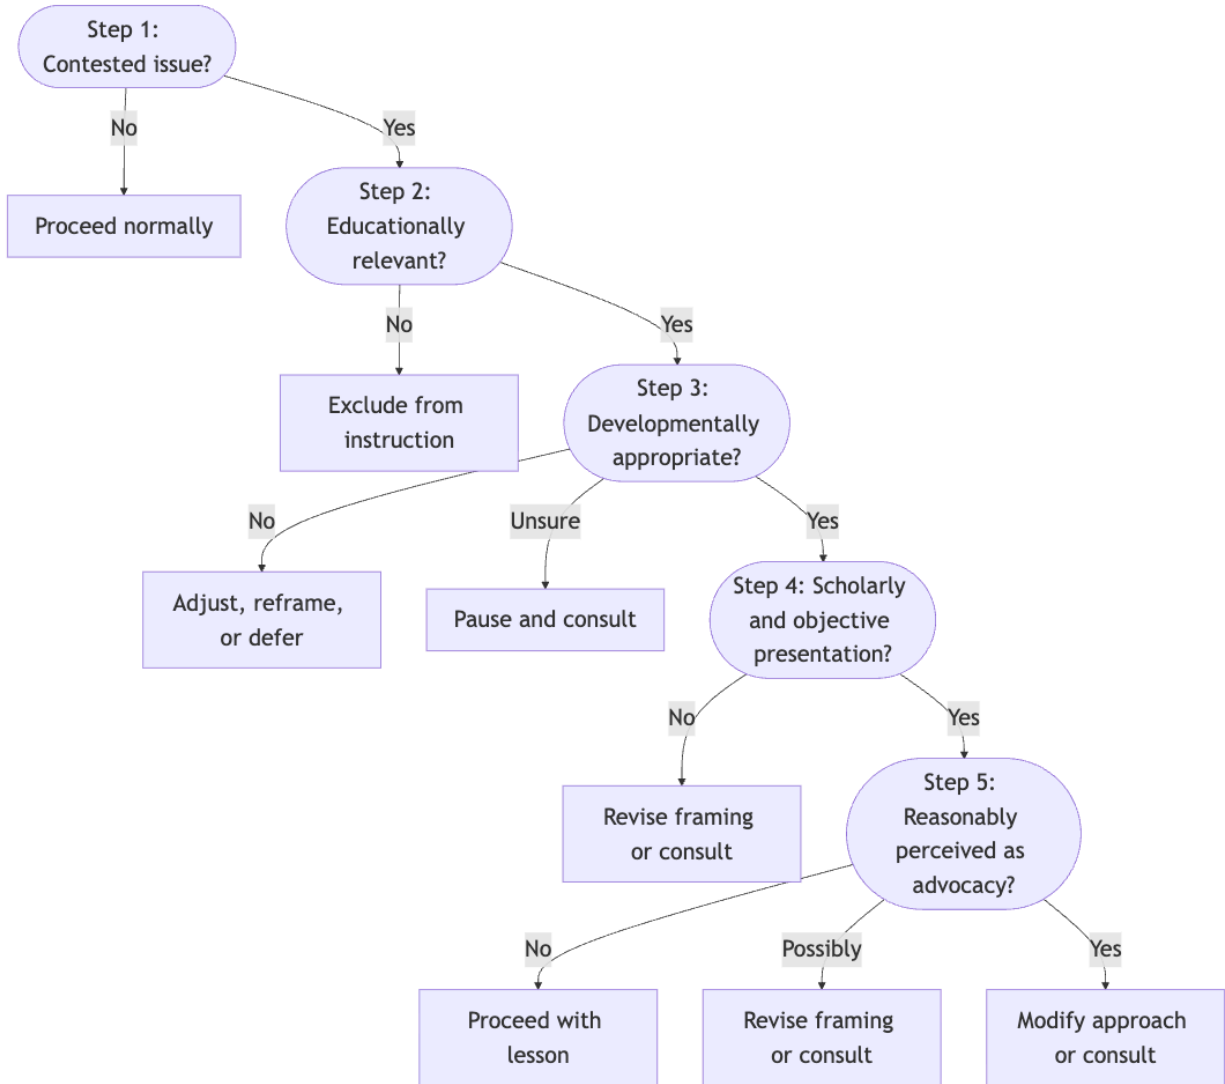 Step 1:
Contested issue?
No
Yes
Proceed normally
Step 2:
Educationally
relevant?
No
Yes
Exclude from
instruction
Step 3:
Developmentally
appropriate?
No
Unsure
Yes
Adjust, reframe,
or defer
Pause and consult
Step 4: Scholarly
and objective
presentation?
No
Yes
Revise framing
or consult
Step 5:
Reasonably
perceived as
advocacy?
No
Possibly
Yes
Proceed with
lesson
Revise framing
or consult
Modify approach
or consult